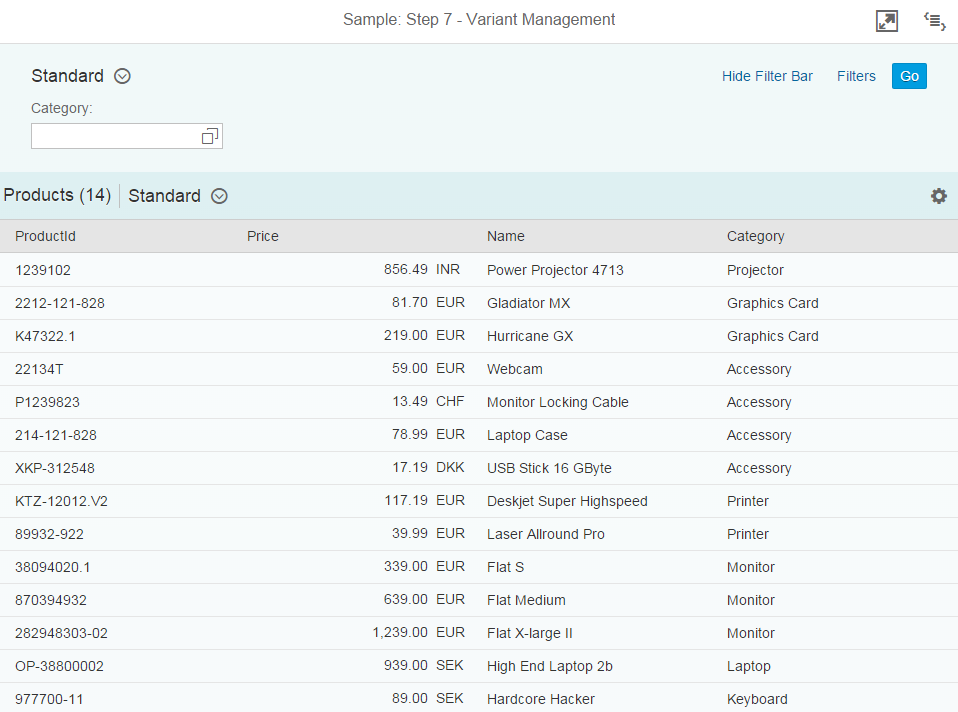 Sample: Step 7 - Variant Management
Standard Hide Filter Bar Filters Go
Category:
Products (14) Standard
ProductId Price Name Category
1239102 856.49 INR Power Projector 4713 Projector
2212-121-828 81.70 EUR Gladiator MX Graphics Card
K47322.1 219.00 EUR Hurricane GX Graphics Card
22134T 59.00 EUR Webcam Accessory
P1239823 13.49 CHF Monitor Locking Cable Accessory
214-121-828 78.99 EUR Laptop Case Accessory
XKP-312548 17.19 DKK USB Stick 16 GByte Accessory
KTZ-12012.V2 117.19 EUR Deskjet Super Highspeed Printer
89932-922 39.99 EUR Laser Allround Pro Printer
38094020.1 339.00 EUR Flat S Monitor
870394932 639.00 EUR Flat Medium Monitor
282948303-02 1,239.00 EUR Flat X-large II Monitor
OP-38800002 939.00 SEK High End Laptop 2b Laptop
977700-11 89.00 SEK Hardcore Hacker Keyboard